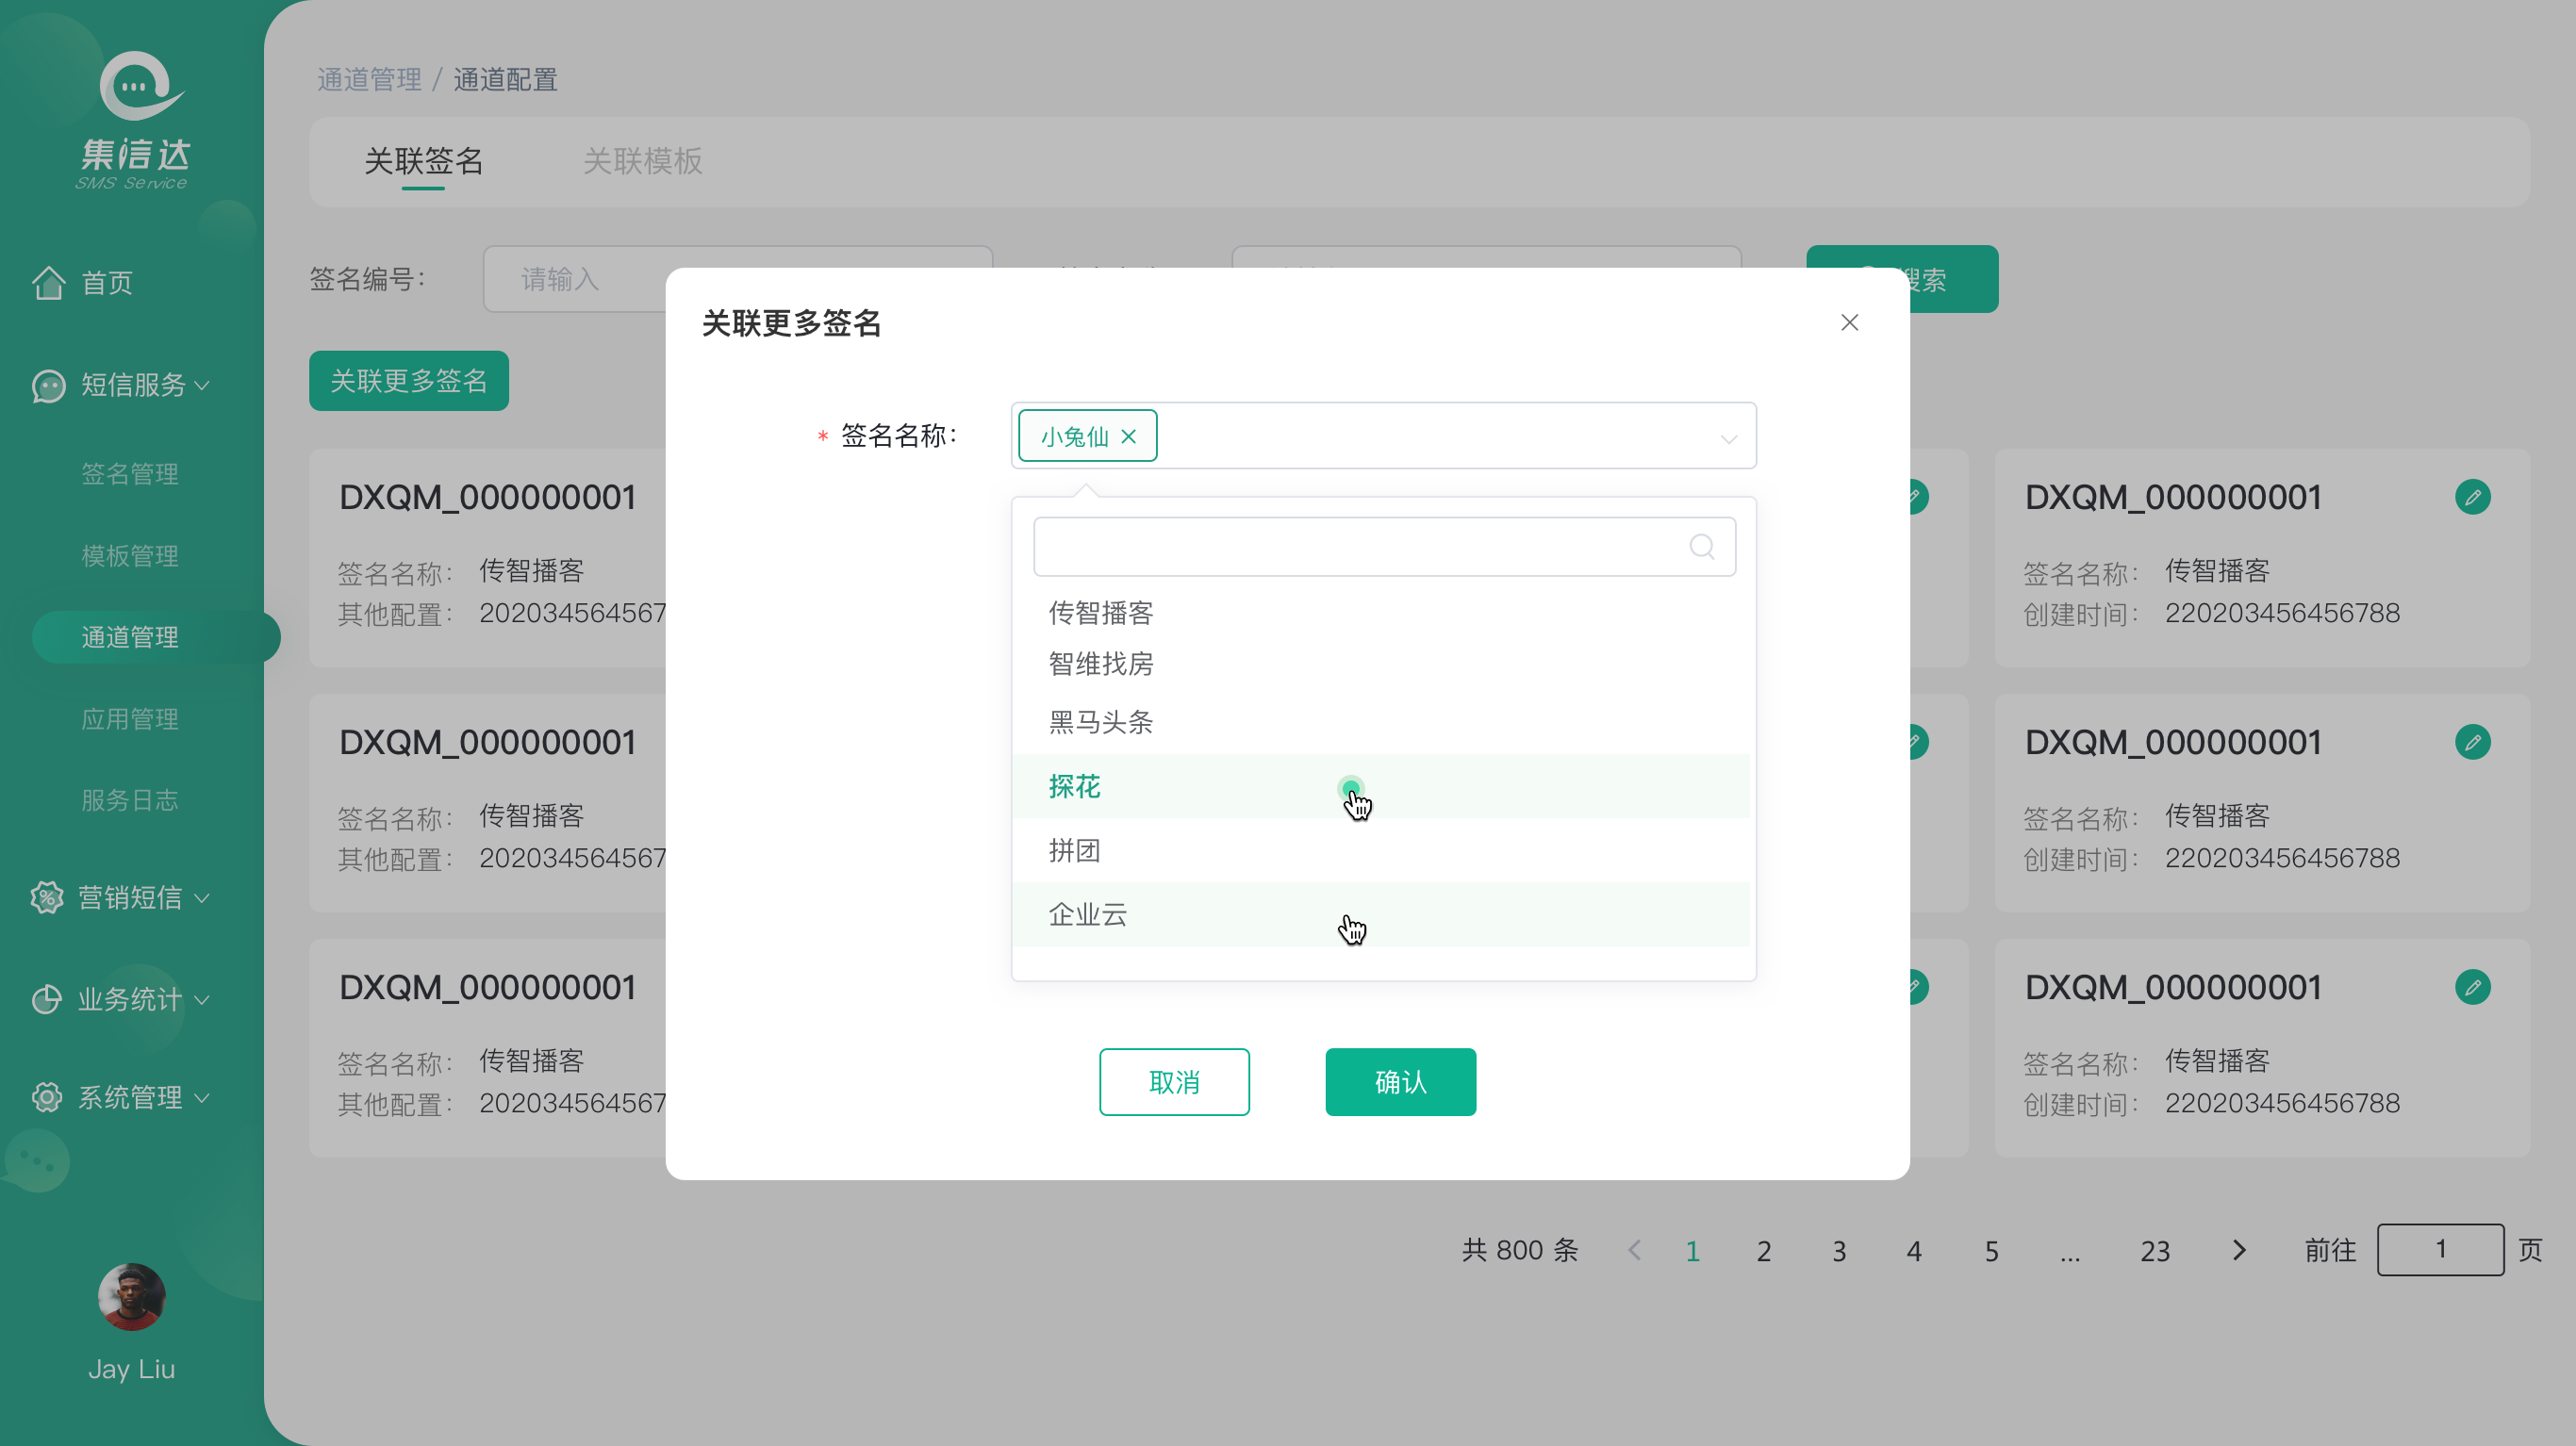 集信达
SMS Service
首页
短信服务
签名管理
模板管理
通道管理
应用管理
服务日志
营销短信
业务统计
系统管理
Jay Liu
通道管理 / 通道配置
关联签名 关联模板
签名编号： 请输入
搜索
关联更多签名
DXQM_000000001
签名名称： 传智播客
其他配置： 202034564567
DXQM_000000001
签名名称： 传智播客
其他配置： 202034564567
DXQM_000000001
签名名称： 传智播客
其他配置： 202034564567
关联更多签名
* 签名名称： 小兔仙
传智播客
智维找房
黑马头条
探花
拼团
企业云
取消 确认
DXQM_000000001
签名名称： 传智播客
创建时间： 220203456456788
DXQM_000000001
签名名称： 传智播客
创建时间： 220203456456788
DXQM_000000001
签名名称： 传智播客
创建时间： 220203456456788
共 800 条 1 2 3 4 5 ... 23 前往 1 页